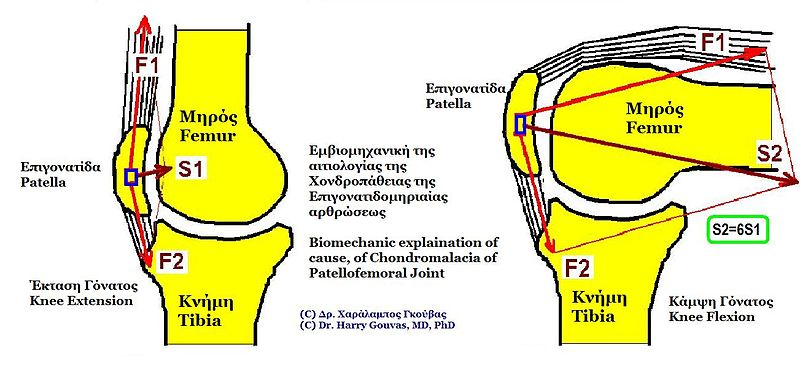 F1
Μηρός
Femur
Επιγονατίδα
Patella
S1
F2
Κνήμη
Tibia
Έκταση Γόνατος
Knee Extension
Εμβιομηχανική της
αιτιολογίας της
Χονδροπάθειας της
Επιγονατιδομηριαίας
αρθρώσεως
Biomechanic explaination of
cause, of Chondromalacia of
Patellofemoral Joint
(C) Δρ. Χαράλαμπος Γκούβας
(C) Dr. Harry Gouvas, MD, PhD
F1
Επιγονατίδα
Patella
Μηρός
Femur
S2
S2=6S1
F2
Κνήμη
Tibia
Κάμψη Γόνατος
Knee Flexion